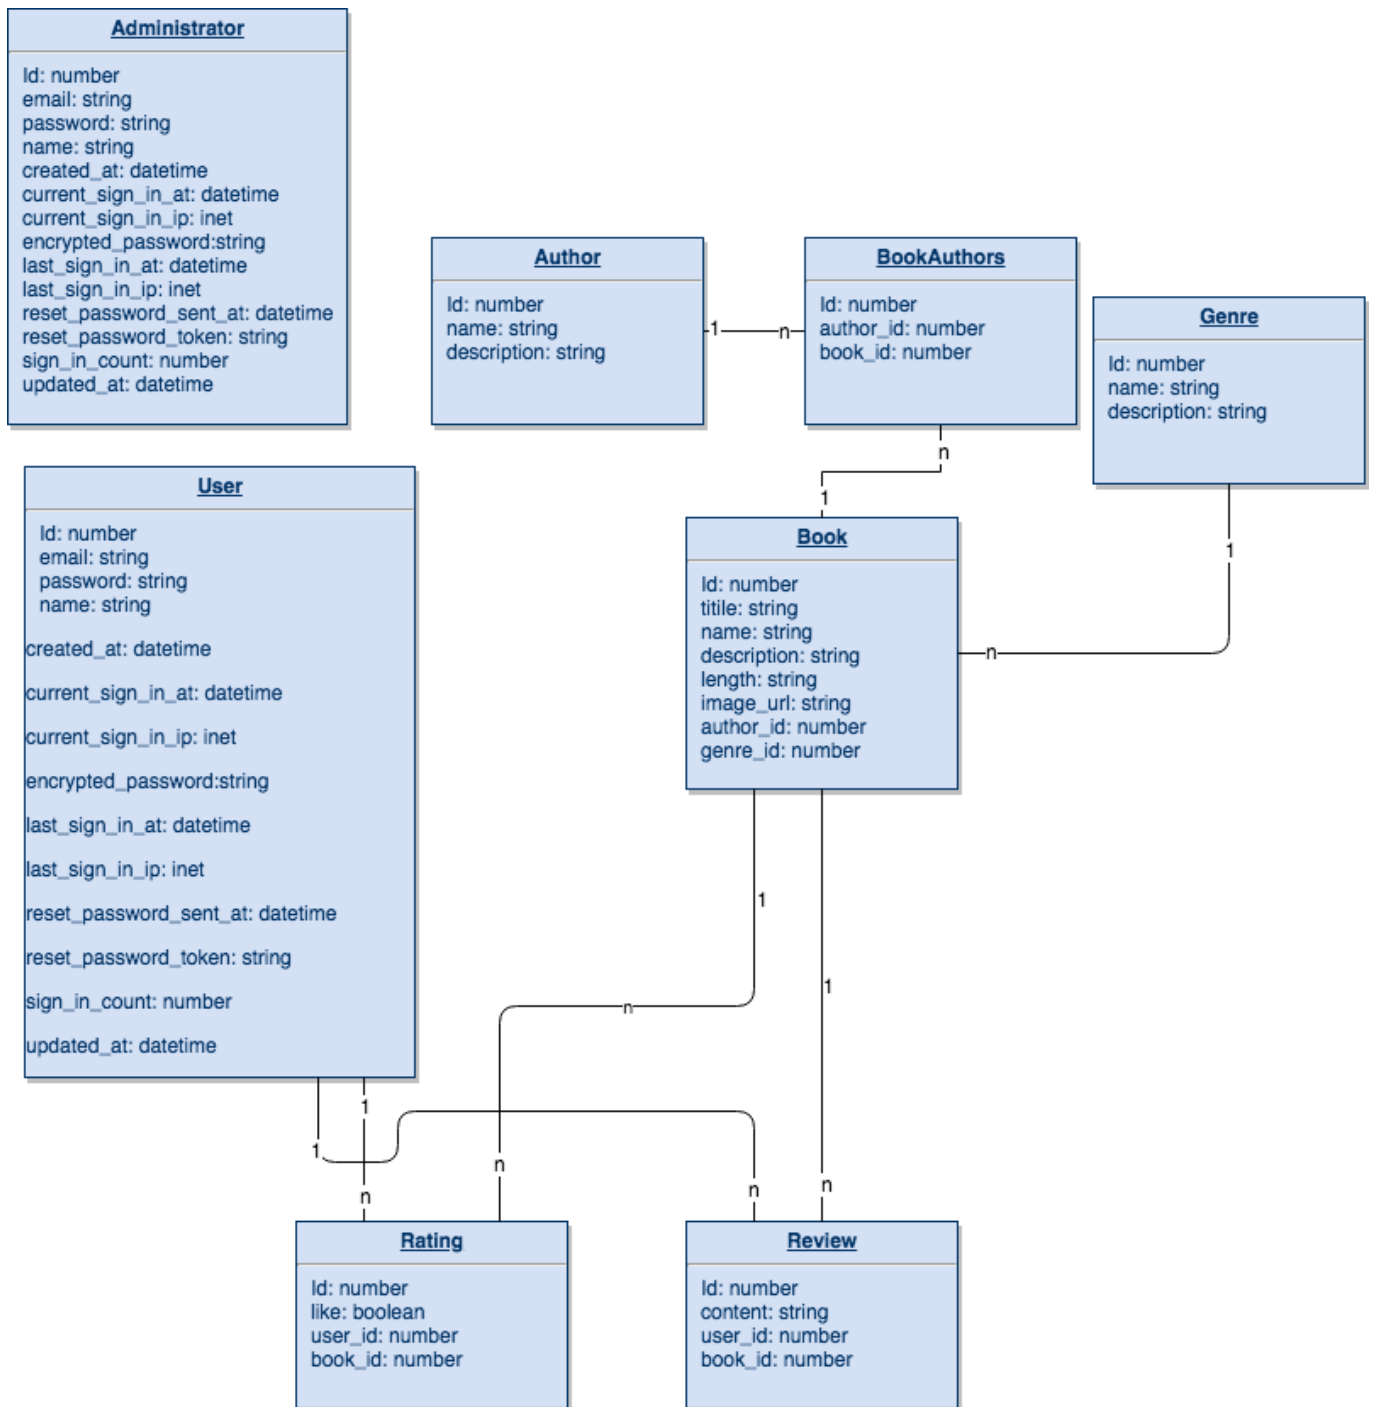 Administrator
Id: number
email: string
password: string
name: string
created_at: datetime
current_sign_in_at: datetime
current_sign_in_ip: inet
encrypted_password:string
last_sign_in_at: datetime
last_sign_in_ip: inet
reset_password_sent_at: datetime
reset_password_token: string
sign_in_count: number
updated_at: datetime
Author
Id: number
name: string
description: string
1
n
BookAuthors
Id: number
author_id: number
book_id: number
n
1
Genre
Id: number
name: string
description: string
1
n
User
Id: number
email: string
password: string
name: string
created_at: datetime
current_sign_in_at: datetime
current_sign_in_ip: inet
encrypted_password:string
last_sign_in_at: datetime
last_sign_in_ip: inet
reset_password_sent_at: datetime
reset_password_token: string
sign_in_count: number
updated_at: datetime
Book
Id: number
titile: string
name: string
description: string
length: string
image_url: string
author_id: number
genre_id: number
1
1
n
1
1
n
n
n
n
Rating
Id: number
like: boolean
user_id: number
book_id: number
Review
Id: number
content: string
user_id: number
book_id: number